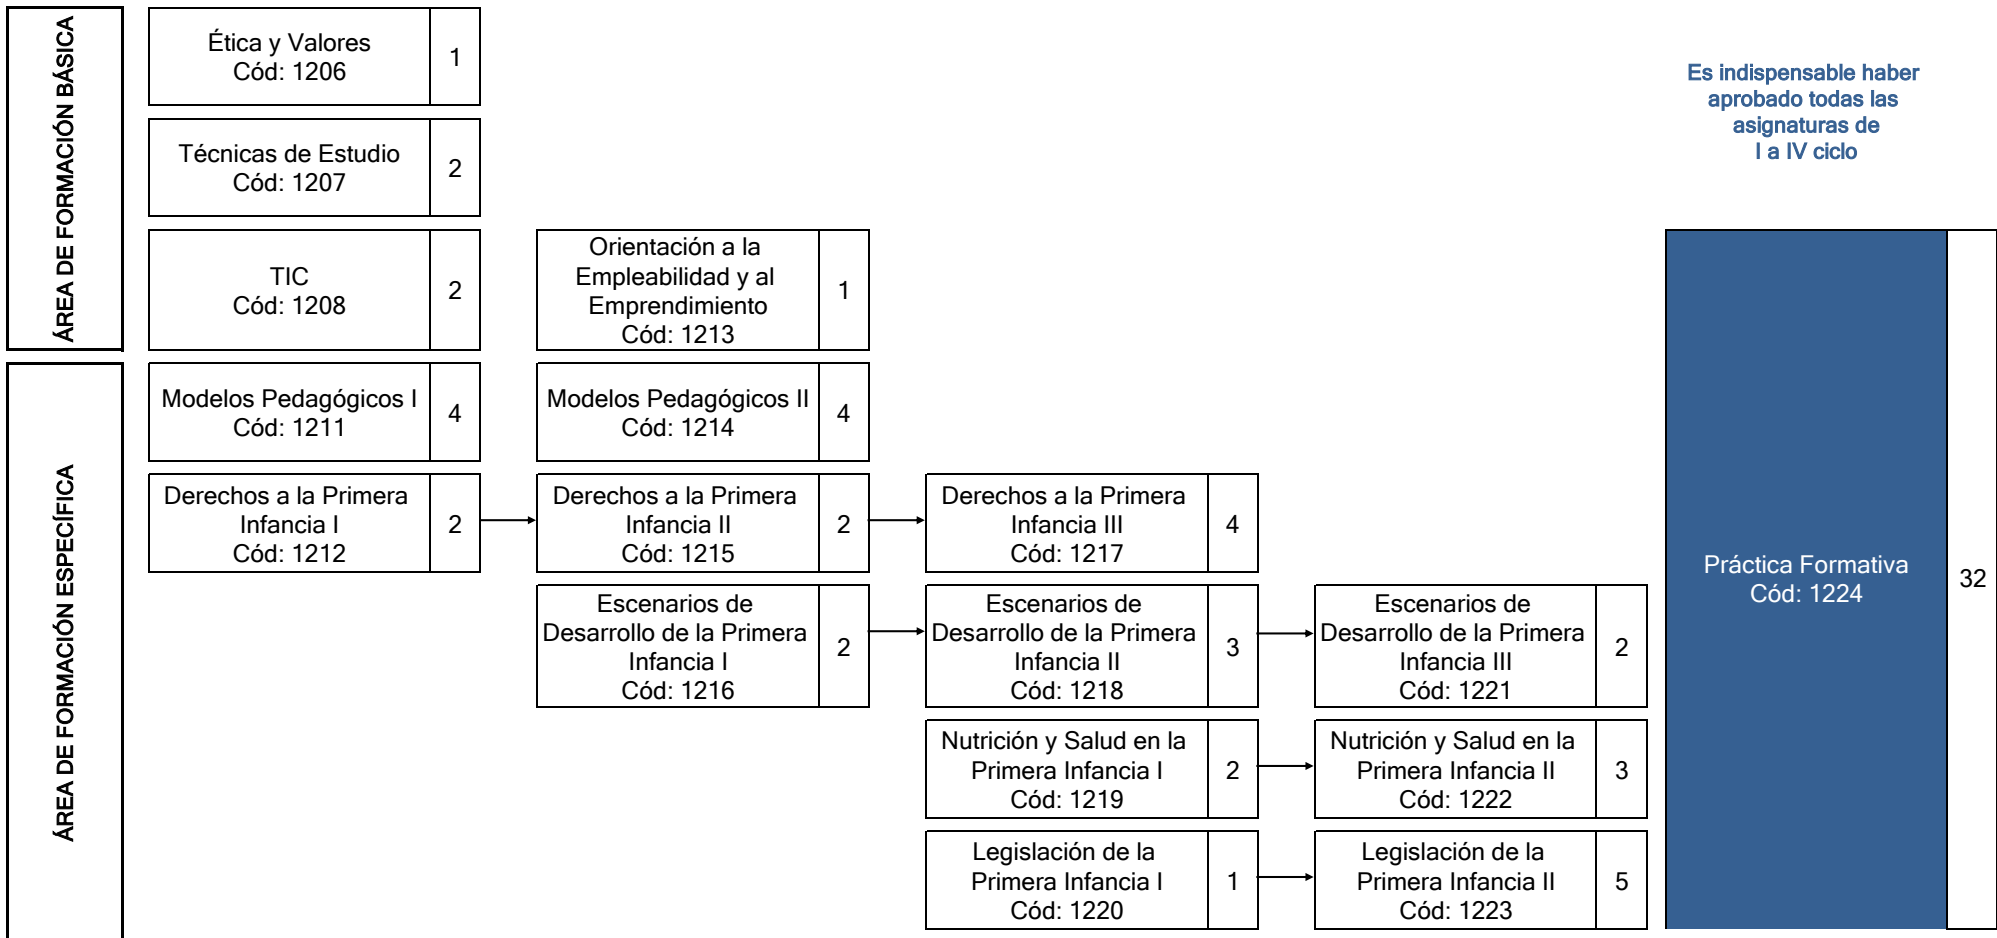 ÁREA DE FORMACIÓN BÁSICA
Ética y Valores
Cód: 1206
1
Técnicas de Estudio
Cód: 1207
2
TIC
Cód: 1208
2
Orientación a la
Empleabilidad y al
Emprendimiento
Cód: 1213
1
Es indispensable haber
aprobado todas las
asignaturas de
I a IV ciclo
ÁREA DE FORMACIÓN ESPECÍFICA
Modelos Pedagógicos I
Cód: 1211
4
Modelos Pedagógicos II
Cód: 1214
4
Derechos a la Primera
Infancia I
Cód: 1212
2
Derechos a la Primera
Infancia II
Cód: 1215
2
Derechos a la Primera
Infancia III
Cód: 1217
4
Escenarios de
Desarrollo de la Primera
Infancia I
Cód: 1216
2
Escenarios de
Desarrollo de la Primera
Infancia II
Cód: 1218
3
Escenarios de
Desarrollo de la Primera
Infancia III
Cód: 1221
2
Nutrición y Salud en la
Primera Infancia I
Cód: 1219
2
Nutrición y Salud en la
Primera Infancia II
Cód: 1222
3
Legislación de la
Primera Infancia I
Cód: 1220
1
Legislación de la
Primera Infancia II
Cód: 1223
5
Práctica Formativa
Cód: 1224
32